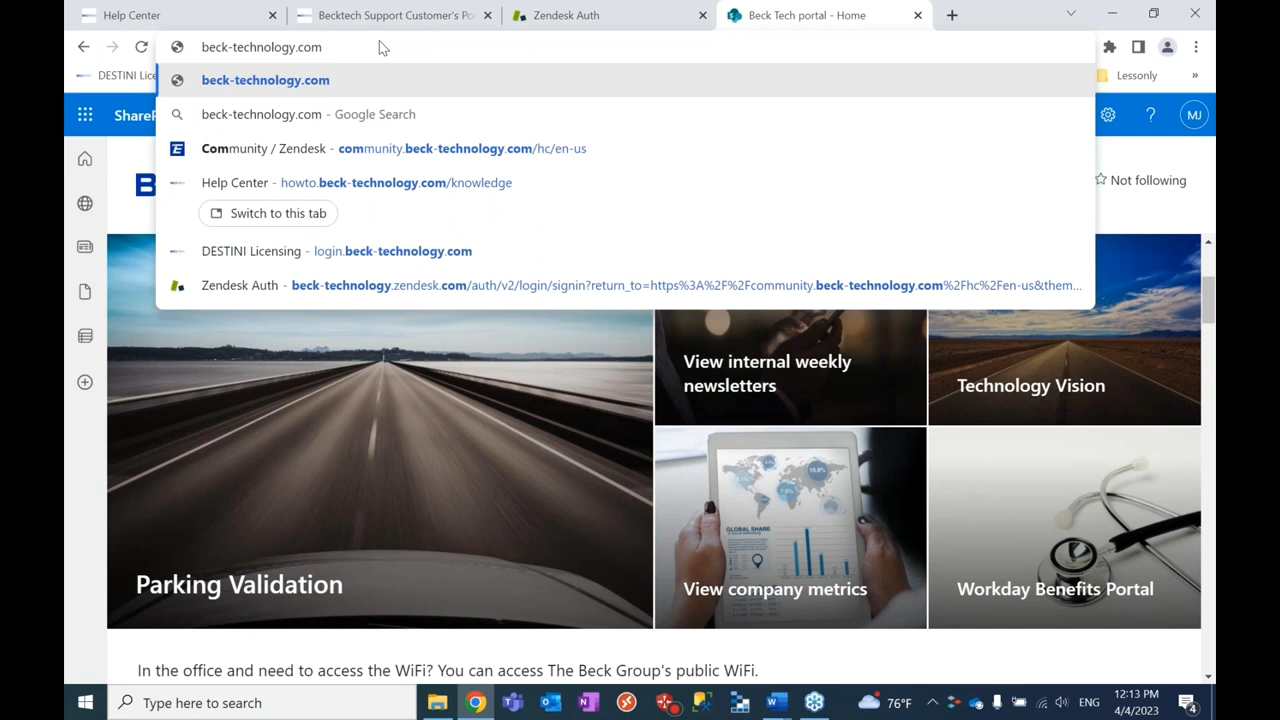 Help Center
Becktech Support Customer's Po
Zendesk Auth
Beck Tech portal - Home
beck-technology.com
DESTINI Lice
Lessonly
»
beck-technology.com
beck-technology.com - Google Search
Community / Zendesk - community.beck-technology.com/hc/en-us
Help Center - howto.beck-technology.com/knowledge
Switch to this tab
DESTINI Licensing - login.beck-technology.com
Zendesk Auth - beck-technology.zendesk.com/auth/v2/login/signin?return_to=https%3A%2F%2Fcommunity.beck-technology.com%2Fhc%2Fen-us&them...
ShareP
?
MJ
B
Not following
View internal weekly
newsletters
Technology Vision
GLOBAL SHARE
Parking Validation
View company metrics
Workday Benefits Portal
In the office and need to access the WiFi? You can access The Beck Group's public WiFi.
Type here to search
76°F
ENG
12:13 PM
4/4/2023
4